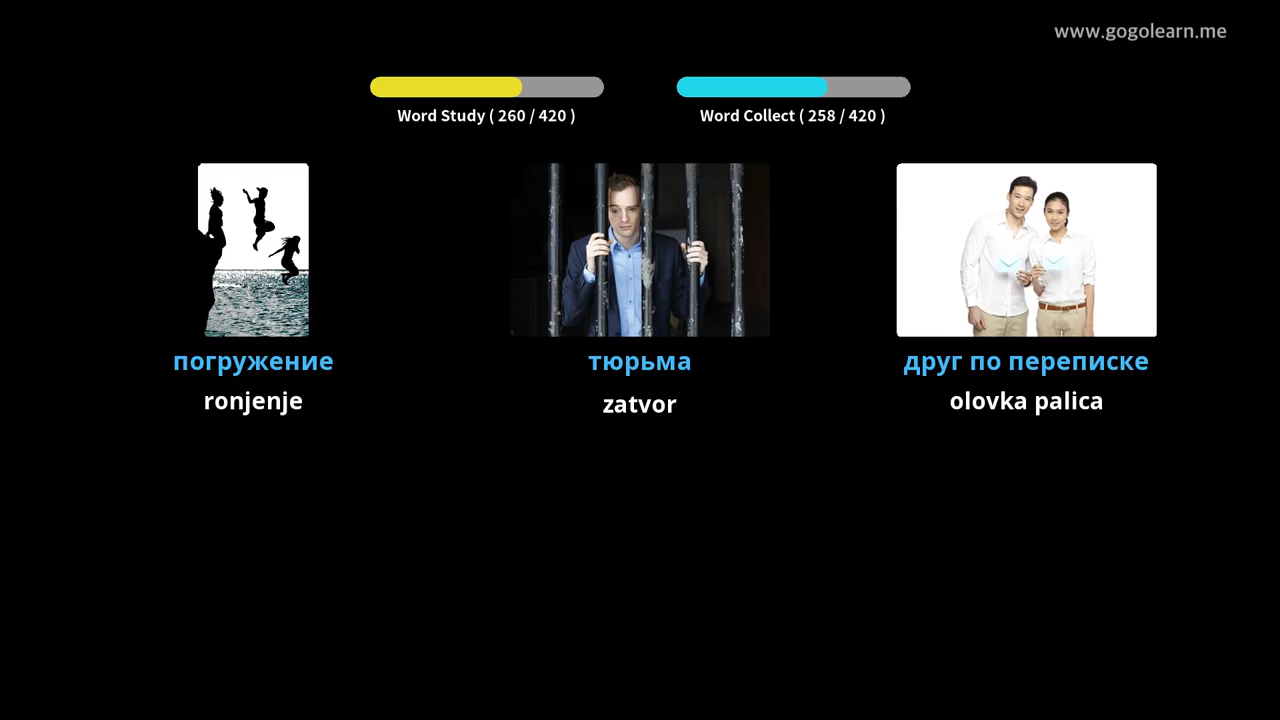 www.gogolearn.me
Word Study ( 260 / 420 )
Word Collect ( 258 / 420 )
погружение
тюрьма
друг по переписке
ronjenje
zatvor
olovka palica